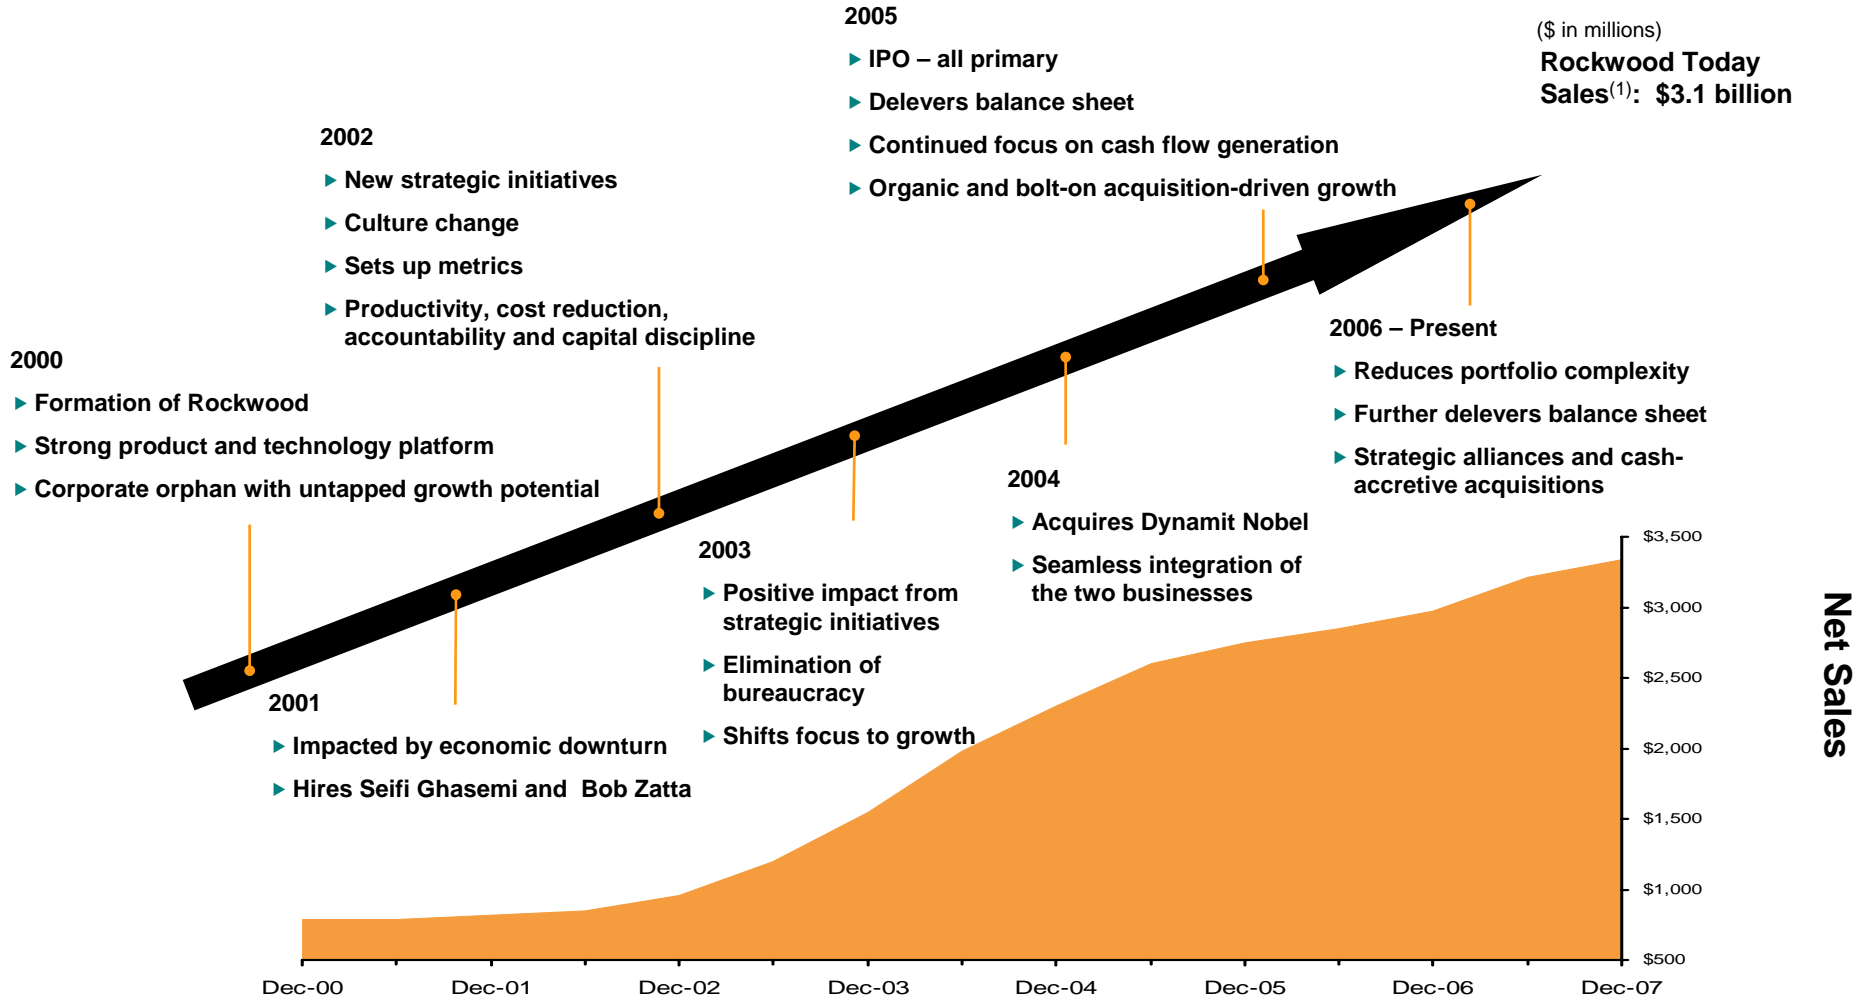 2005
► IPO – all primary
► Delevers balance sheet
► Continued focus on cash flow generation
► Organic and bolt-on acquisition-driven growth
($ in millions)
Rockwood Today
Sales(1): $3.1 billion
2002
► New strategic initiatives
► Culture change
► Sets up metrics
► Productivity, cost reduction,
accountability and capital discipline
2000
► Formation of Rockwood
► Strong product and technology platform
► Corporate orphan with untapped growth potential
2006 – Present
► Reduces portfolio complexity
► Further delevers balance sheet
► Strategic alliances and cash-
accretive acquisitions
2004
► Acquires Dynamit Nobel
► Seamless integration of
the two businesses
2003
► Positive impact from
strategic initiatives
► Elimination of
bureaucracy
► Shifts focus to growth
2001
► Impacted by economic downturn
► Hires Seifi Ghasemi and Bob Zatta
$3,500
$3,000
$2,500
$2,000
$1,500
$1,000
$500
Net Sales
Dec-00
Dec-01
Dec-02
Dec-03
Dec-04
Dec-05
Dec-06
Dec-07